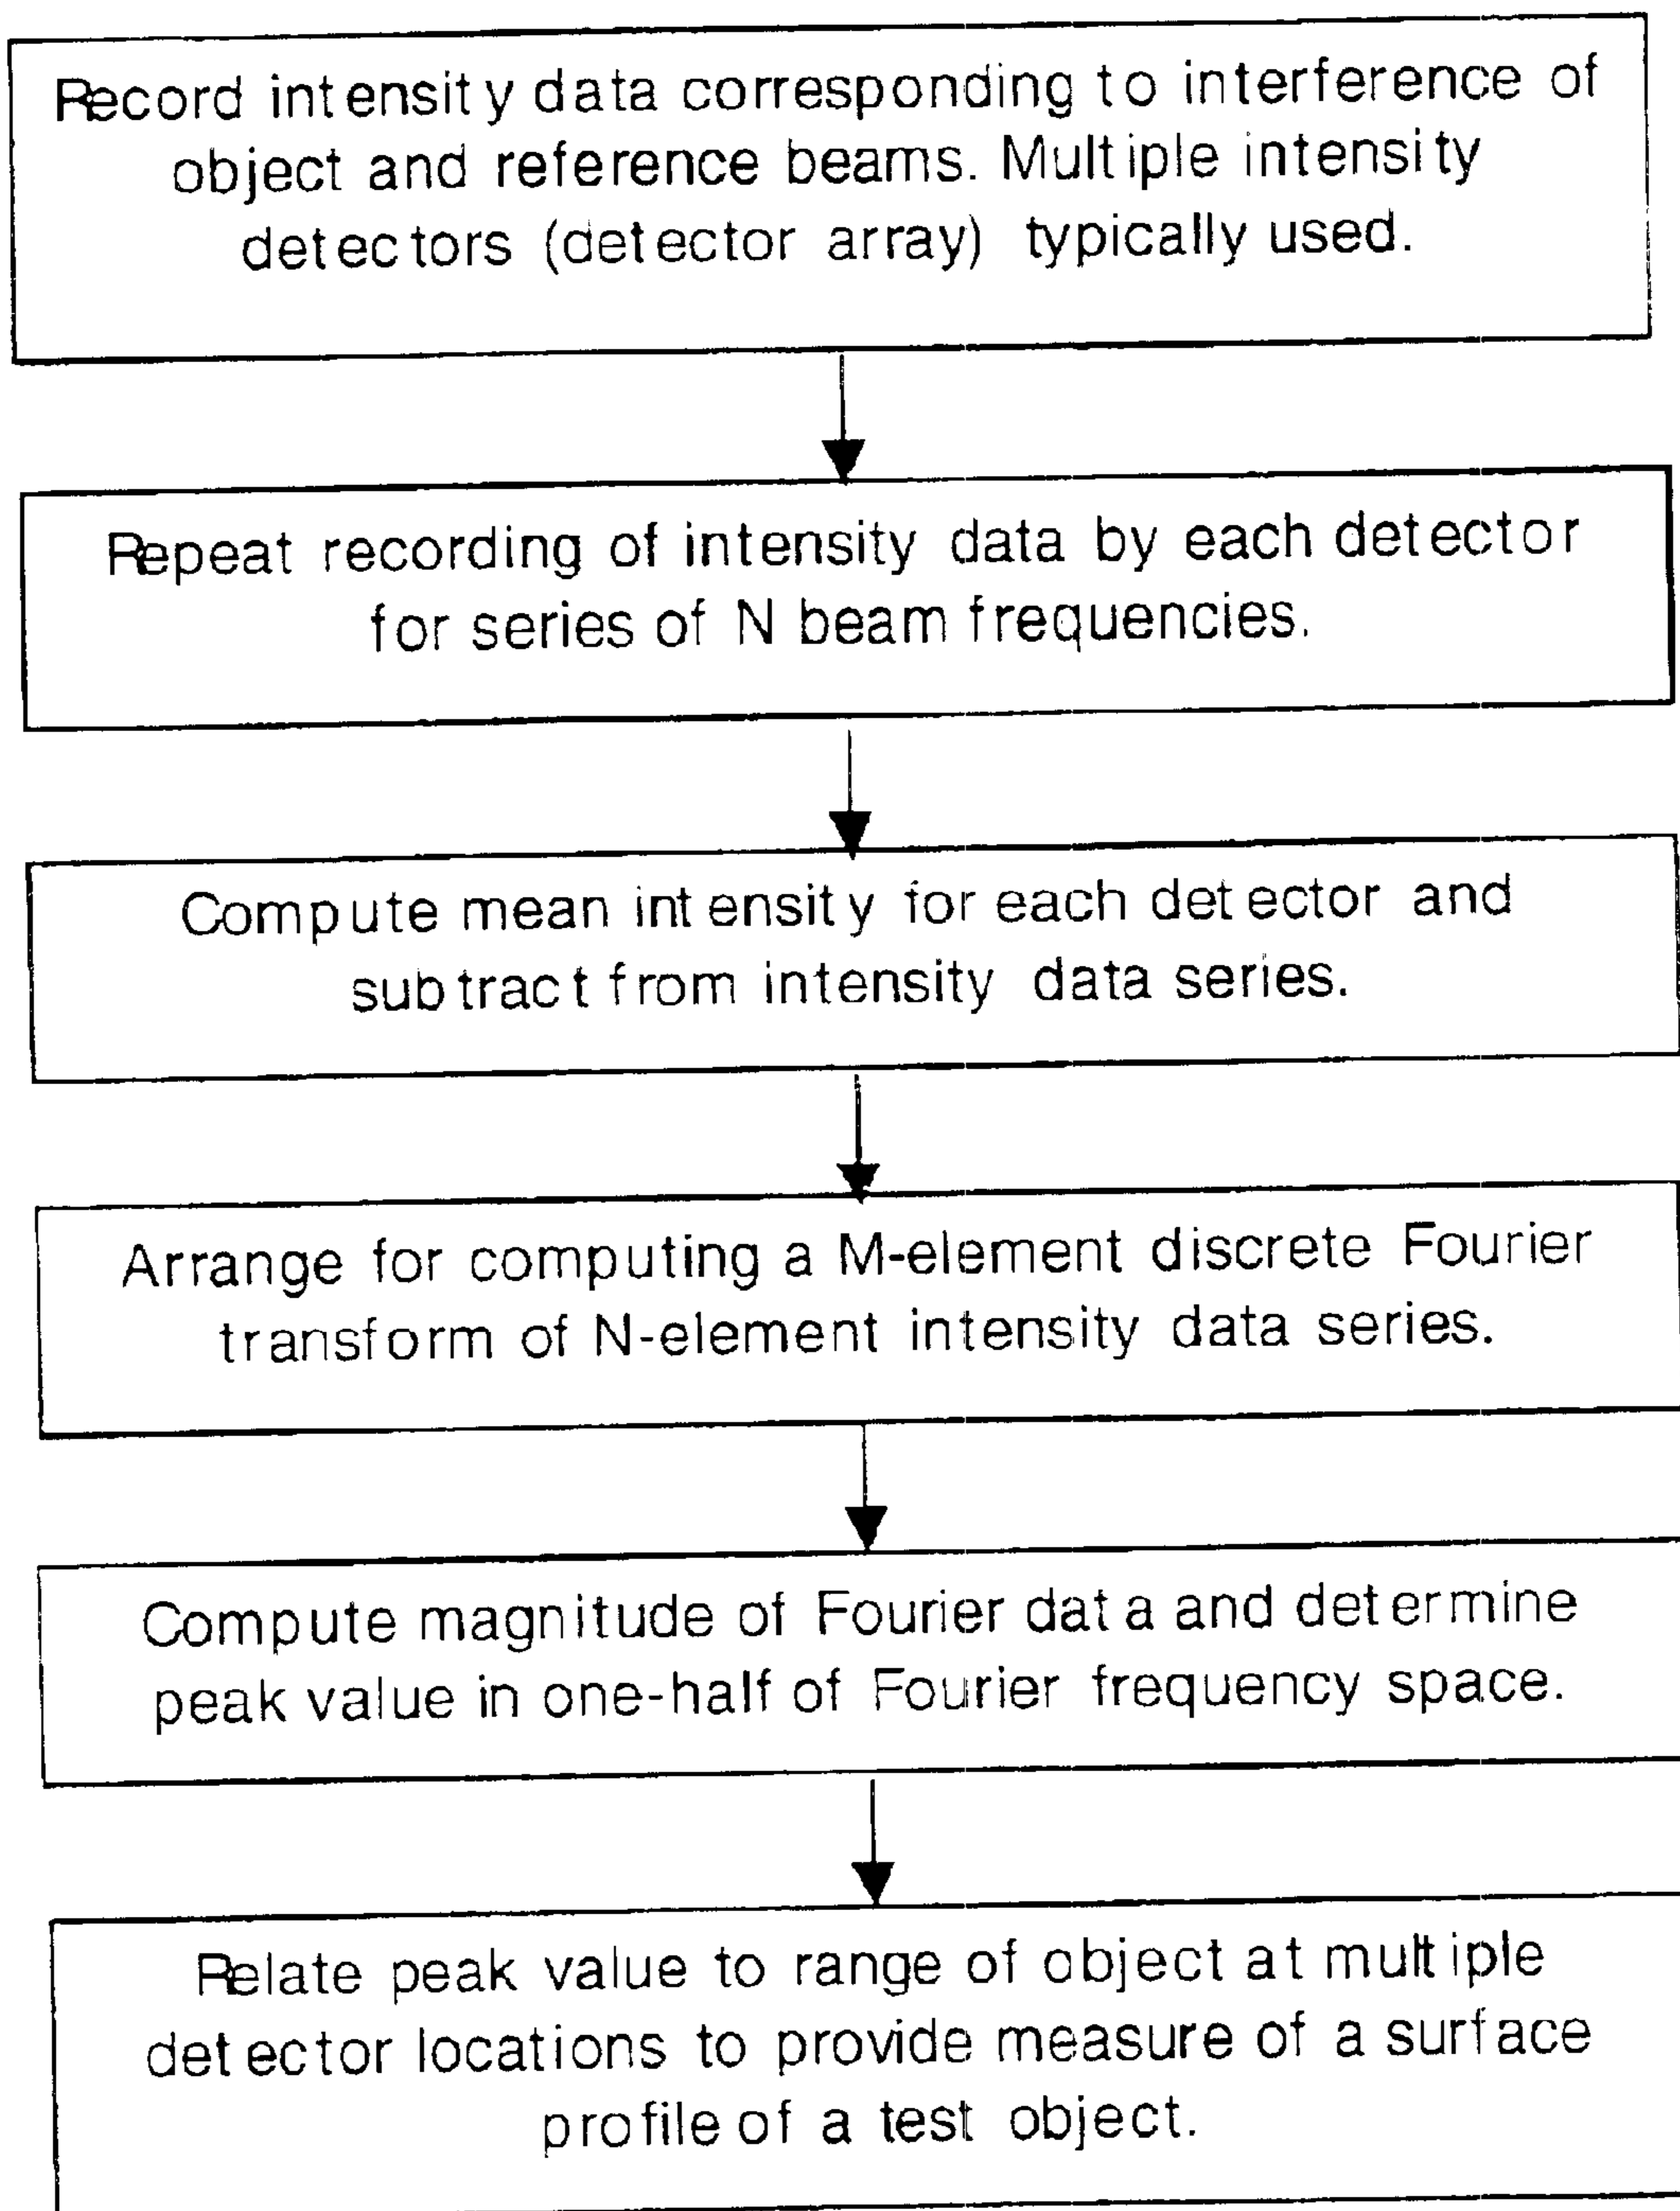 Record intensity data corresponding to interference of
object and reference beams. Multiple intensity
detectors (detector array) typically used.
Repeat recording of intensity data by each detector
for series of N beam frequencies.
Compute mean intensity for each detector and
subtract from intensity data series.
Arrange for computing a M-element discrete Fourier
transform of N-element intensity data series.
Compute magnitude of Fourier data and determine
peak value in one-half of Fourier frequency space.
Relate peak value to range of object at multiple
detector locations to provide measure of a surface
profile of a test object.